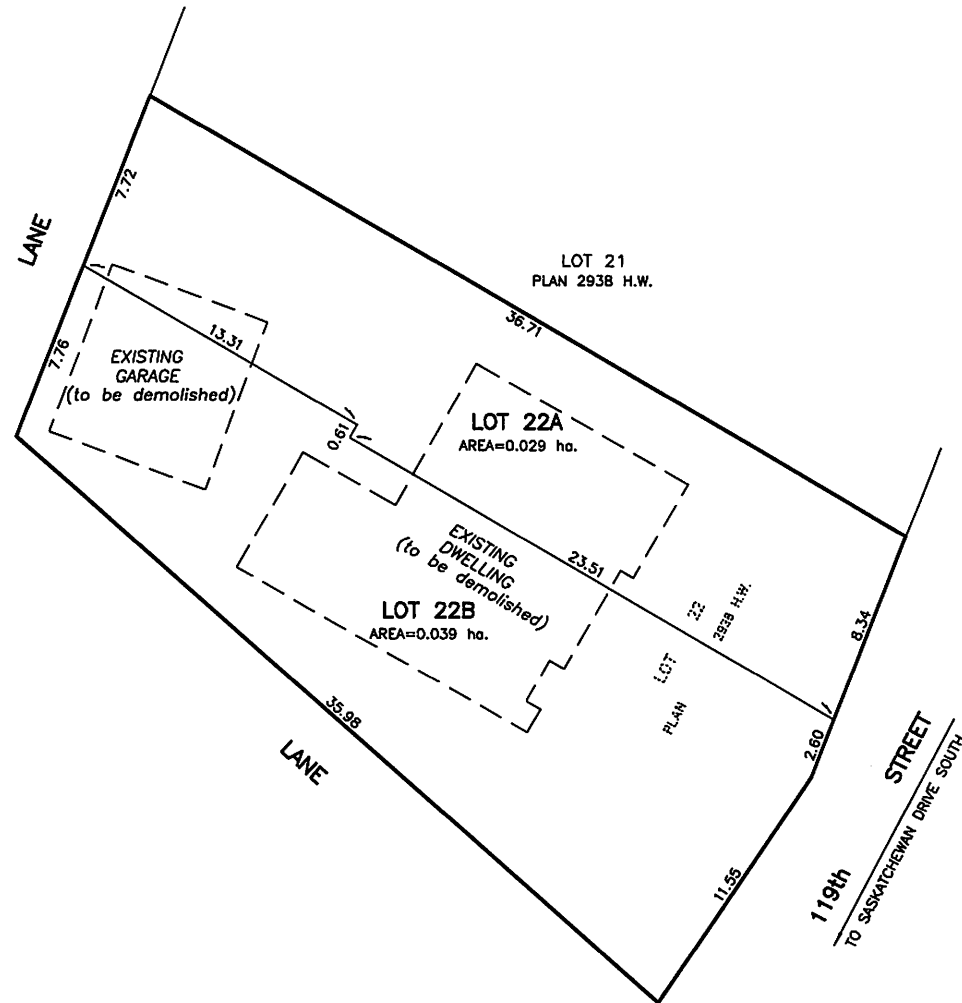 LANE
7.72
LOT 21
PLAN 2938 H.W.
36.71
7.76
13.31
EXISTING
GARAGE
(to be demolished)
0.61
LOT 22A
AREA=0.029 ha.
EXISTING
DWELLING
(to be demolished)
23.51
LOT 22B
AREA=0.039 ha.
LOT 22
PLAN 2938 H.W.
8.34
2.60
35.98
LANE
11.55
119th STREET
TO SASKATCHEWAN DRIVE SOUTH